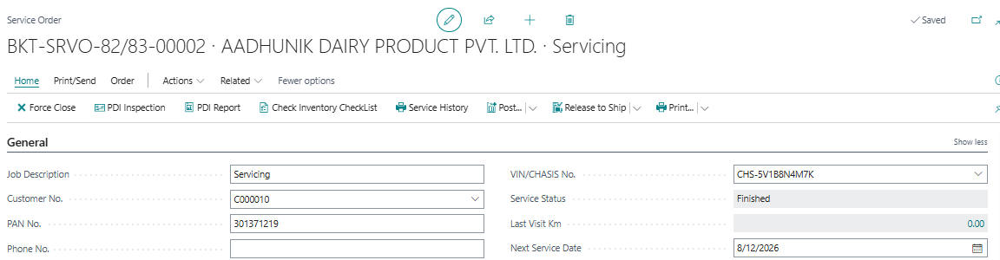 Service Order
Saved
BKT-SRVO-82/83-00002 · AADHUNIK DAIRY PRODUCT PVT. LTD. · Servicing
Home Print/Send Order Actions Related Fewer options
Force Close PDI Inspection PDI Report Check Inventory CheckList Service History Post... Release to Ship Print...
General Show less
Job Description Servicing
VIN/CHASIS No. CHS-5V1B8N4M7K
Customer No. C000010
Service Status Finished
PAN No. 301371219
Last Visit Km 0.00
Phone No.
Next Service Date 8/12/2026